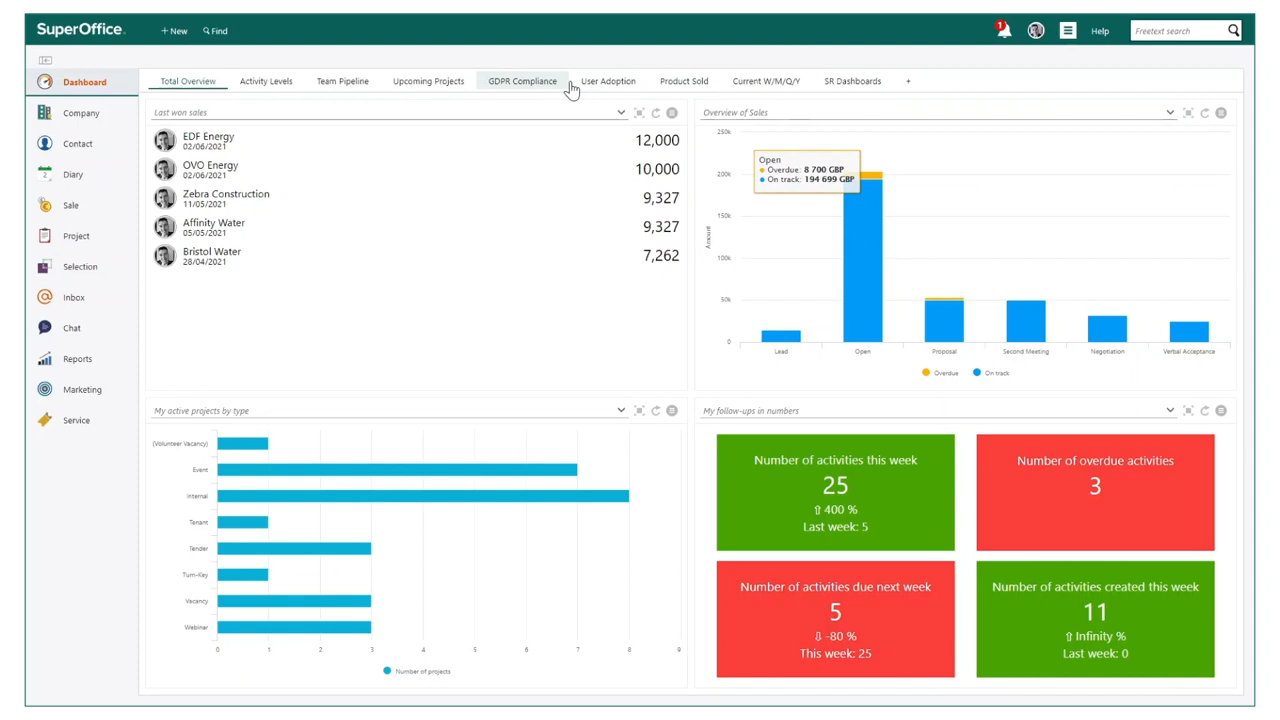 SuperOffice.
+ New
Find
1
Help
Freetext search
Dashboard
Company
Contact
2
Diary
Sale
Project
Selection
Inbox
Chat
Reports
Marketing
Service
Total Overview
Activity Levels
Team Pipeline
Upcoming Projects
GDPR Compliance
User Adoption
Product Sold
Current W/M/Q/Y
SR Dashboards
+
Last won sales
EDF Energy
02/06/2021
12,000
OVO Energy
02/06/2021
10,000
Zebra Construction
11/05/2021
9,327
Affinity Water
05/05/2021
9,327
Bristol Water
28/04/2021
7,262
Overview of Sales
250k
200k
150k
100k
50k
0
Amount
Open
Overdue: 8 700 GBP
On track: 194 699 GBP
Lead
Open
Proposal
Second Meeting
Negotiation
Verbal Acceptance
Overdue
On track
My active projects by type
(Volunteer Vacancy)
Event
Internal
Tenant
Tender
Turn-Key
Vacancy
Webinar
0 1 2 3 4 5 6 7 8 9
Number of projects
My follow-ups in numbers
Number of activities this week
25
⇧ 400 %
Last week: 5
Number of overdue activities
3
Number of activities due next week
5
⇩ -80 %
This week: 25
Number of activities created this week
11
⇧ Infinity %
Last week: 0